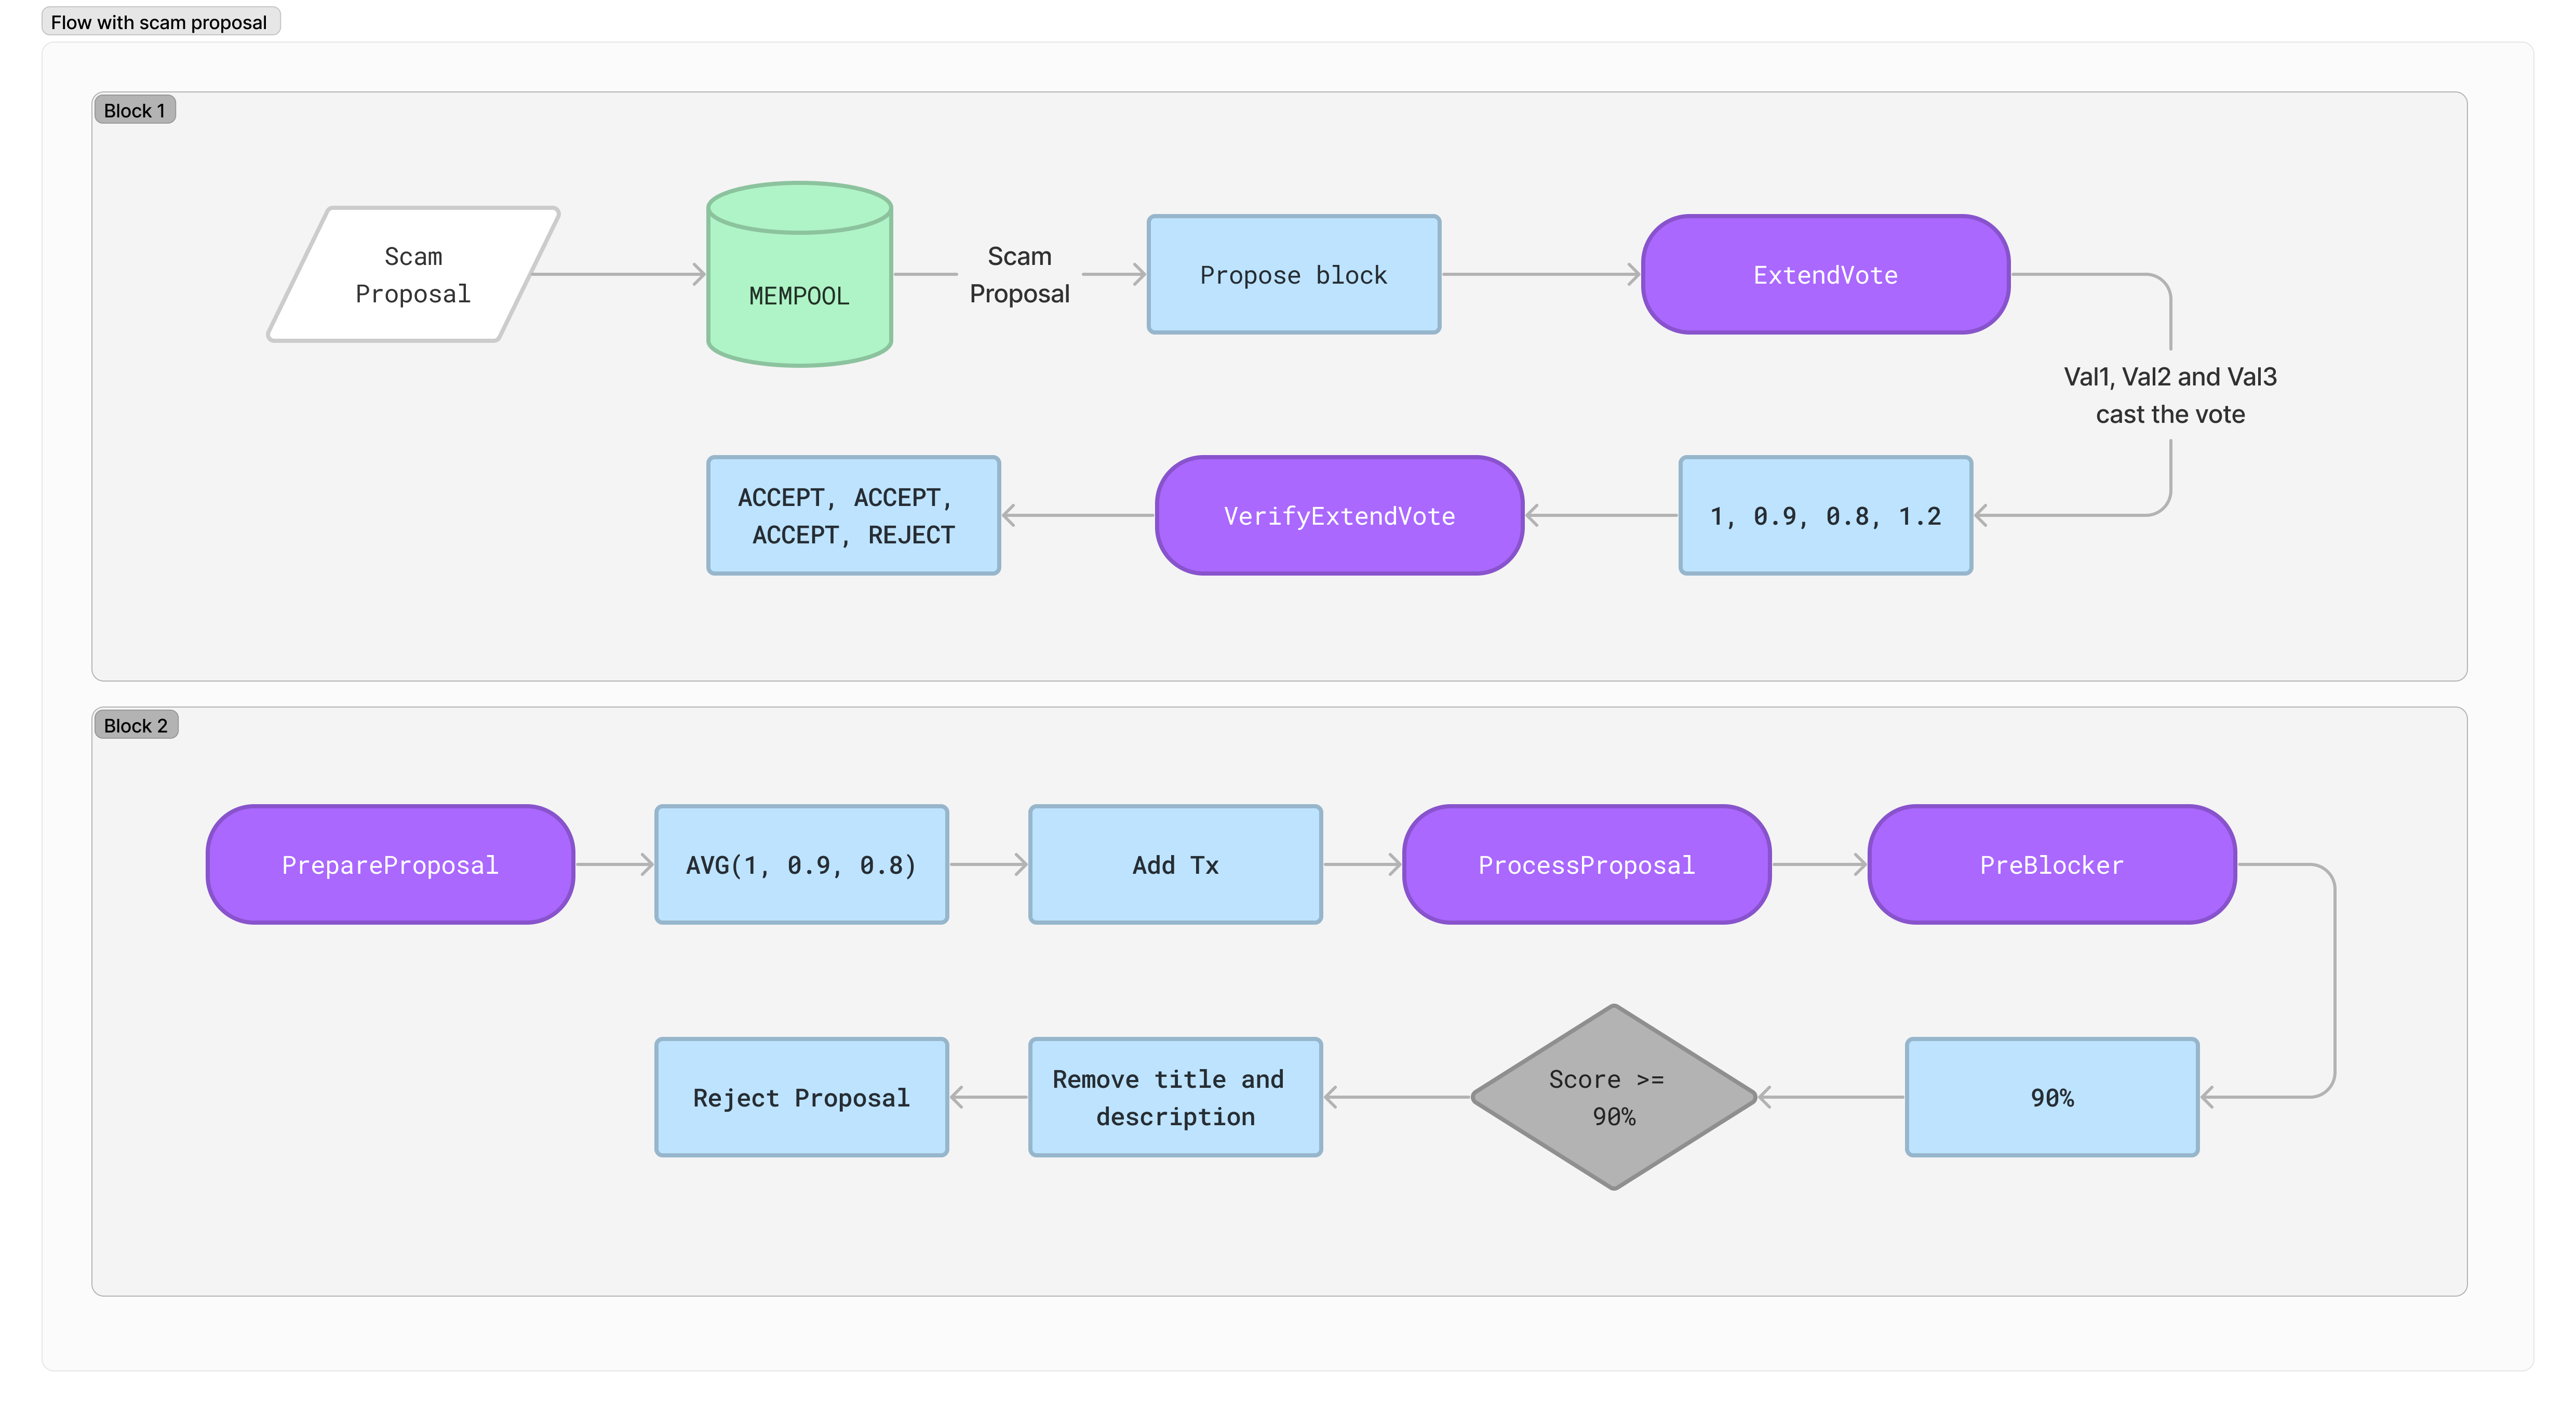 Flow with scam proposal
Block 1
Scam
Proposal
MEMPOOL
Scam
Proposal
Propose block
ExtendVote
Val1, Val2 and Val3
cast the vote
1, 0.9, 0.8, 1.2
VerifyExtendVote
ACCEPT, ACCEPT,
ACCEPT, REJECT
Block 2
PrepareProposal
AVG(1, 0.9, 0.8)
Add Tx
ProcessProposal
PreBlocker
90%
Score >=
90%
Remove title and
description
Reject Proposal